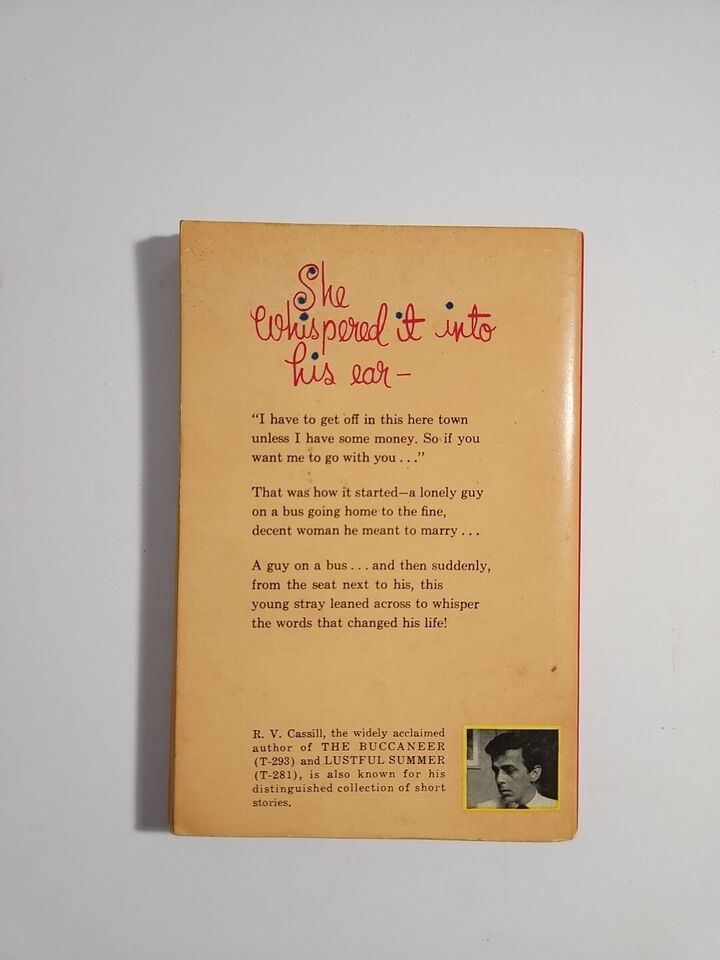 She
Whispered it into
his ear—
“I have to get off in this here town
unless I have some money. So if you
want me to go with you . . .”
That was how it started—a lonely guy
on a bus going home to the fine,
decent woman he meant to marry . . .
A guy on a bus . . . and then suddenly,
from the seat next to his, this
young stray leaned across to whisper
the words that changed his life!
R. V. Cassill, the widely acclaimed
author of THE BUCCANEER
(T-293) and LUSTFUL SUMMER
(T-281), is also known for his
distinguished collection of short
stories.